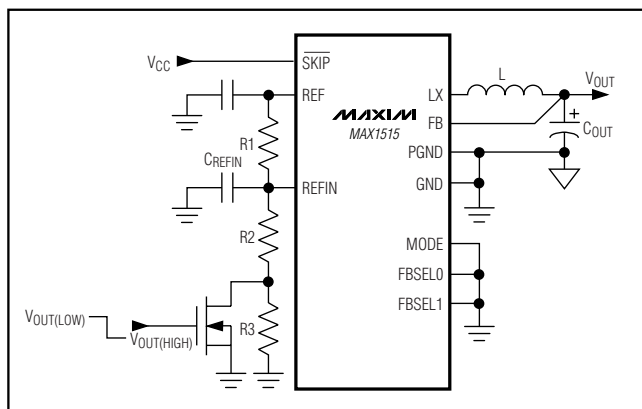 VCC
SKIP
REF
R1
CREFIN
REFIN
R2
R3
VOUT(LOW)
VOUT(HIGH)
MAXIM
MAX1515
LX
L
VOUT
FB
+
COUT
PGND
GND
MODE
FBSEL0
FBSEL1